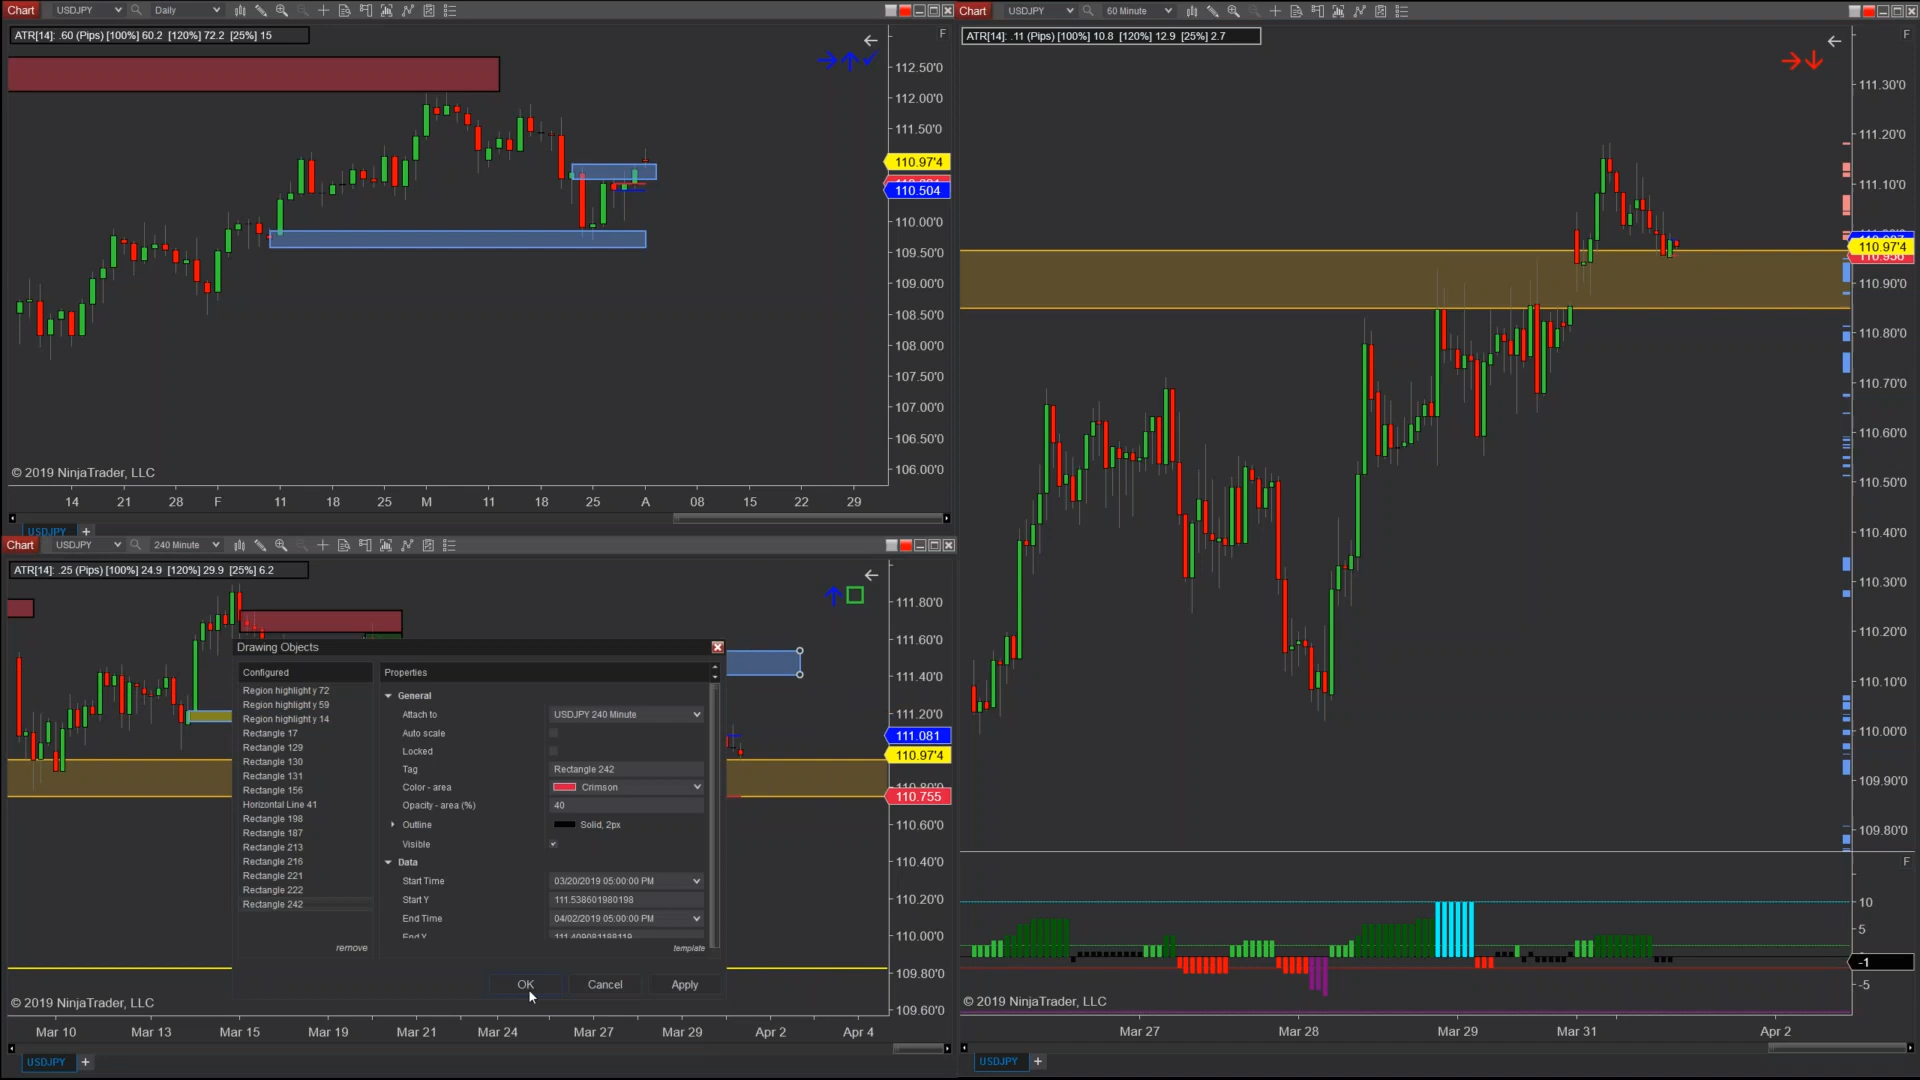 Chart USDJPY Daily
ATR[14]: .60 (Pips) [100%] 60.2 [120%] 72.2 [25%] 15
F
112.50'0
112.00'0
111.50'0
110.97'4
110.504
110.00'0
109.50'0
109.00'0
108.50'0
108.00'0
107.50'0
107.00'0
106.50'0
106.00'0
© 2019 NinjaTrader, LLC
14 21 28 F 11 18 25 M 11 18 25 A 08 15 22 29
USDJPY +
Chart USDJPY 240 Minute
ATR[14]: .25 (Pips) [100%] 24.9 [120%] 29.9 [25%] 6.2
111.80'0
111.60'0
111.40'0
111.20'0
111.081
110.97'4
110.755
110.60'0
110.40'0
110.20'0
110.00'0
109.80'0
109.60'0
Drawing Objects
Configured
Region highlight y 72
Region highlight y 59
Region highlight y 14
Rectangle 17
Rectangle 129
Rectangle 130
Rectangle 131
Rectangle 156
Horizontal Line 41
Rectangle 198
Rectangle 187
Rectangle 213
Rectangle 216
Rectangle 221
Rectangle 222
Rectangle 242
remove
Properties
General
Attach to USDJPY 240 Minute
Auto scale
Locked
Tag Rectangle 242
Color - area Crimson
Opacity - area (%) 40
Outline Solid, 2px
Visible
Data
Start Time 03/20/2019 05:00:00 PM
Start Y 111.538601980198
End Time 04/02/2019 05:00:00 PM
End Y 111.409081188119
template
OK Cancel Apply
© 2019 NinjaTrader, LLC
Mar 10 Mar 13 Mar 15 Mar 19 Mar 21 Mar 24 Mar 27 Mar 29 Apr 2 Apr 4
USDJPY +
Chart USDJPY 60 Minute
ATR[14]: .11 (Pips) [100%] 10.8 [120%] 12.9 [25%] 2.7
F
111.30'0
111.20'0
111.10'0
110.97'4
110.90'0
110.80'0
110.70'0
110.60'0
110.50'0
110.40'0
110.30'0
110.20'0
110.10'0
110.00'0
109.90'0
109.80'0
F
10
5
-1
-5
© 2019 NinjaTrader, LLC
Mar 27 Mar 28 Mar 29 Mar 31 Apr 2
USDJPY +